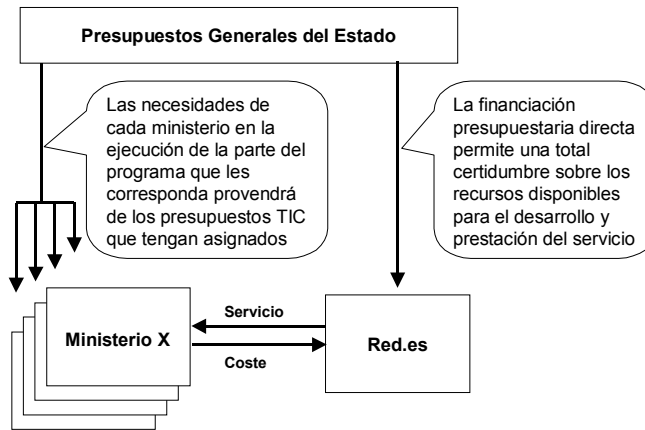 Presupuestos Generales del Estado
Las necesidades de
cada ministerio en la
ejecución de la parte del
programa que les
corresponda provendrá
de los presupuestos TIC
que tengan asignados
La financiación
presupuestaria directa
permite una total
certidumbre sobre los
recursos disponibles
para el desarrollo y
prestación del servicio
Ministerio X
Servicio
Coste
Red.es